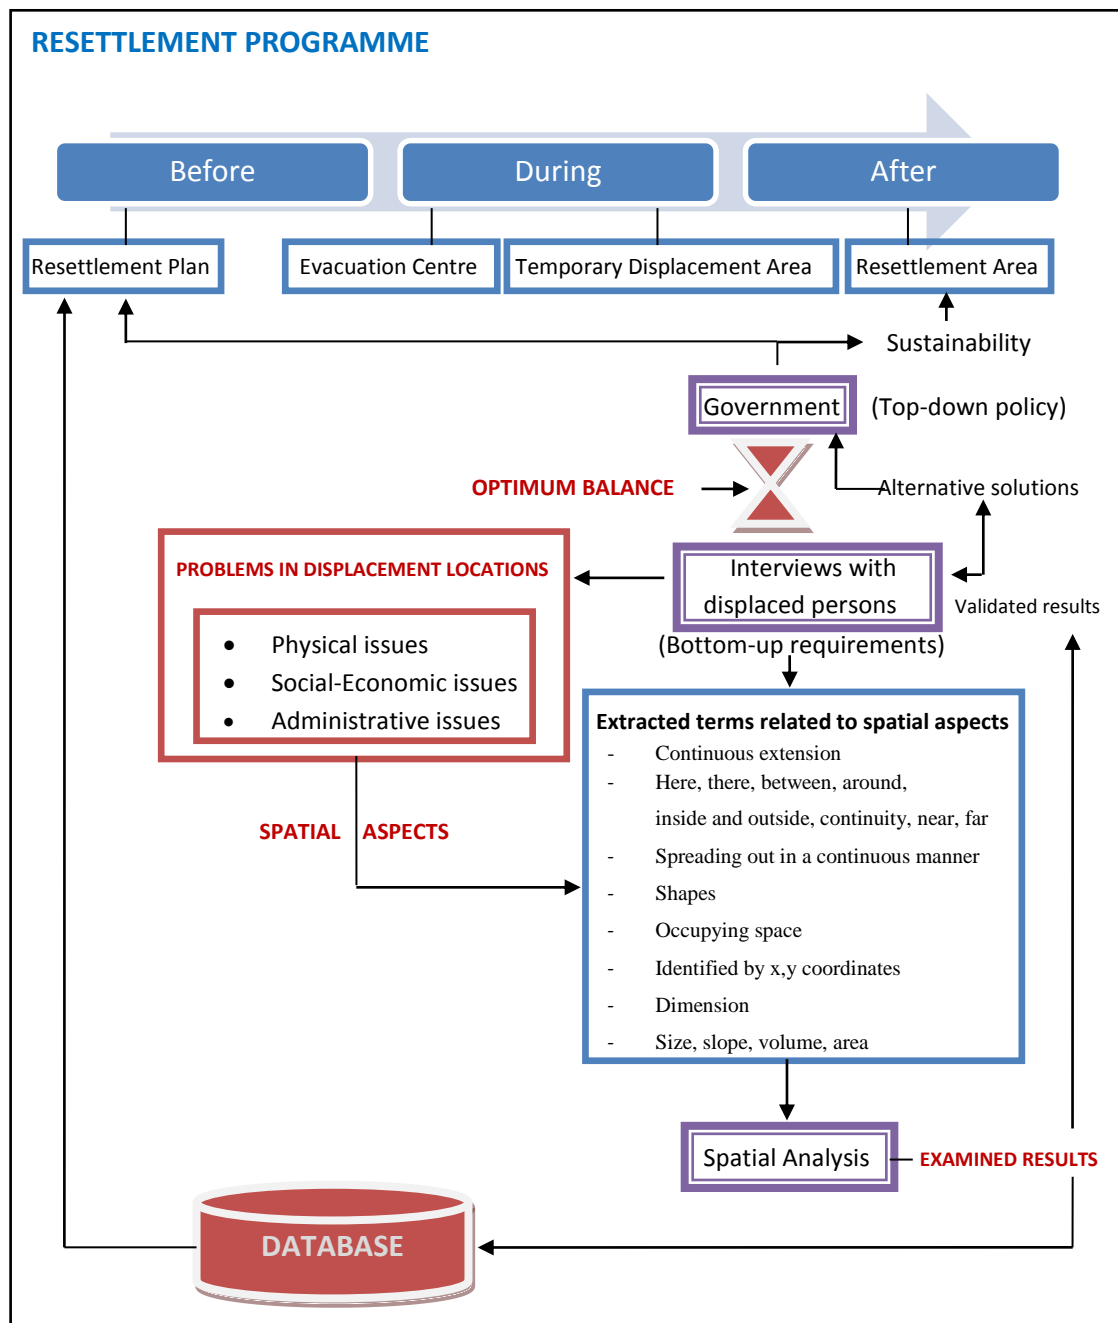 RESETTLEMENT PROGRAMME
Before
During
After
Resettlement Plan
Evacuation Centre
Temporary Displacement Area
Resettlement Area
Sustainability
Government
(Top-down policy)
OPTIMUM BALANCE
Alternative solutions
PROBLEMS IN DISPLACEMENT LOCATIONS
Interviews with
displaced persons
Validated results
(Bottom-up requirements)
• Physical issues
• Social-Economic issues
• Administrative issues
Extracted terms related to spatial aspects
- Continuous extension
- Here, there, between, around,
inside and outside, continuity, near, far
- Spreading out in a continuous manner
- Shapes
- Occupying space
- Identified by x,y coordinates
- Dimension
- Size, slope, volume, area
SPATIAL ASPECTS
Spatial Analysis
EXAMINED RESULTS
DATABASE